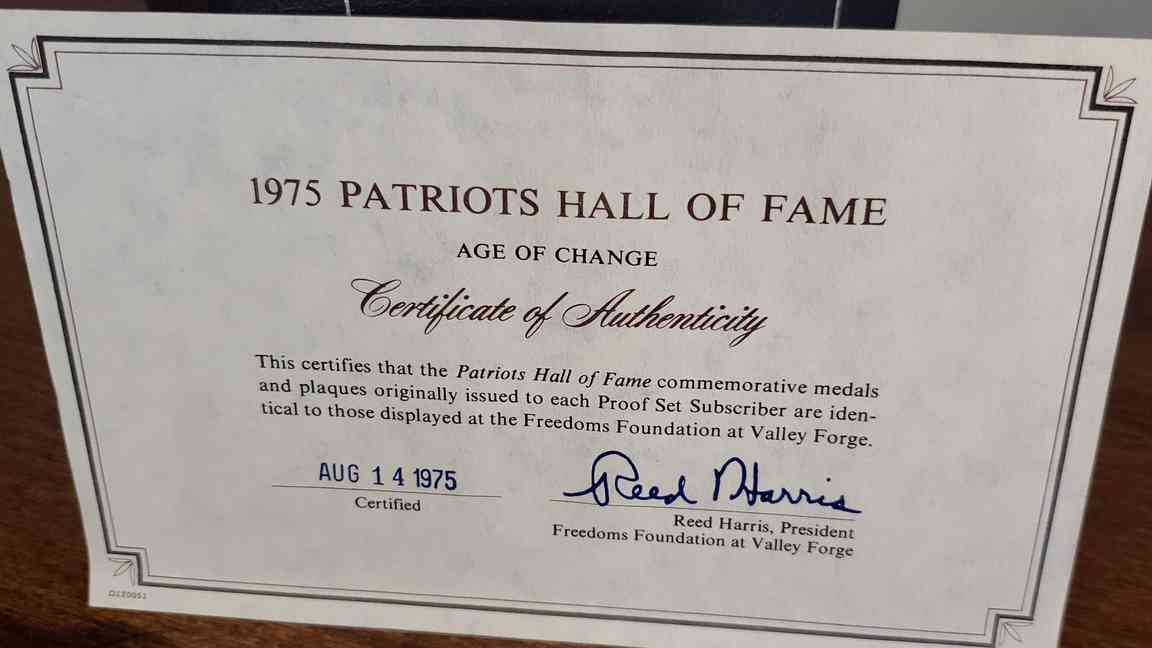 1975 PATRIOTS HALL OF FAME
AGE OF CHANGE
Certificate of Authenticity
This certifies that the Patriots Hall of Fame commemorative medals
and plaques originally issued to each Proof Set Subscriber are iden-
tical to those displayed at the Freedoms Foundation at Valley Forge.
AUG 14 1975
Certified
Reed Harris
Reed Harris, President
Freedoms Foundation at Valley Forge